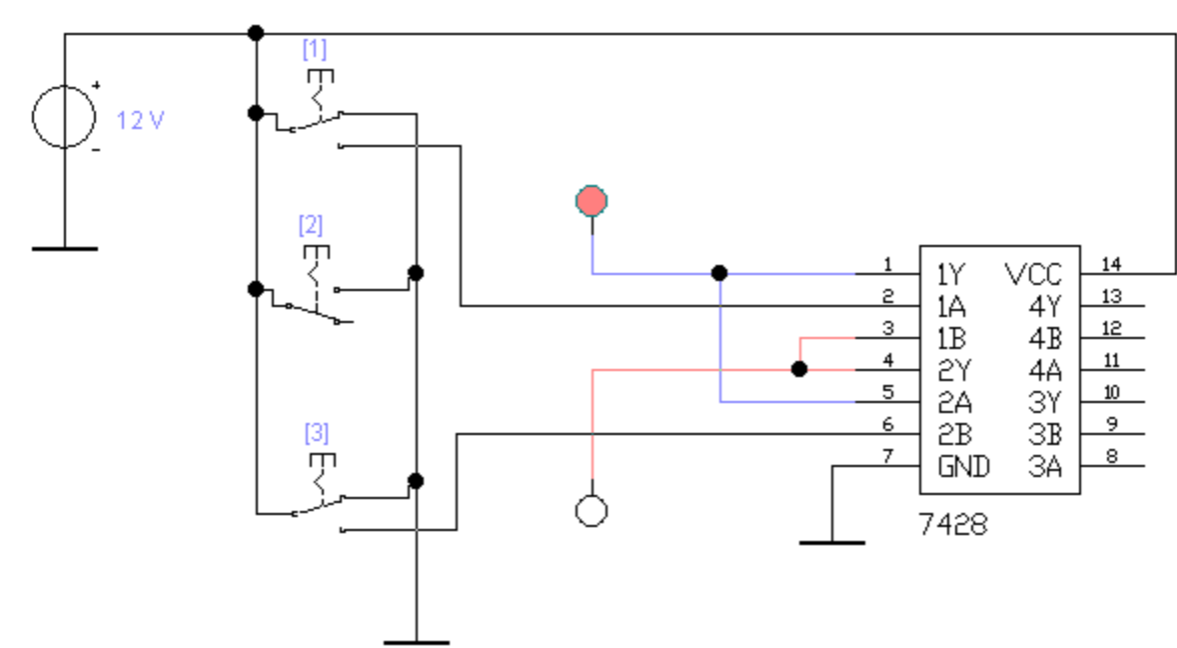 [1]
+
12 V
-
[2]
[3]
1 1Y VCC 14
2 1A 4Y 13
3 1B 4B 12
4 2Y 4A 11
5 2A 3Y 10
6 2B 3B 9
7 GND 3A 8
7428